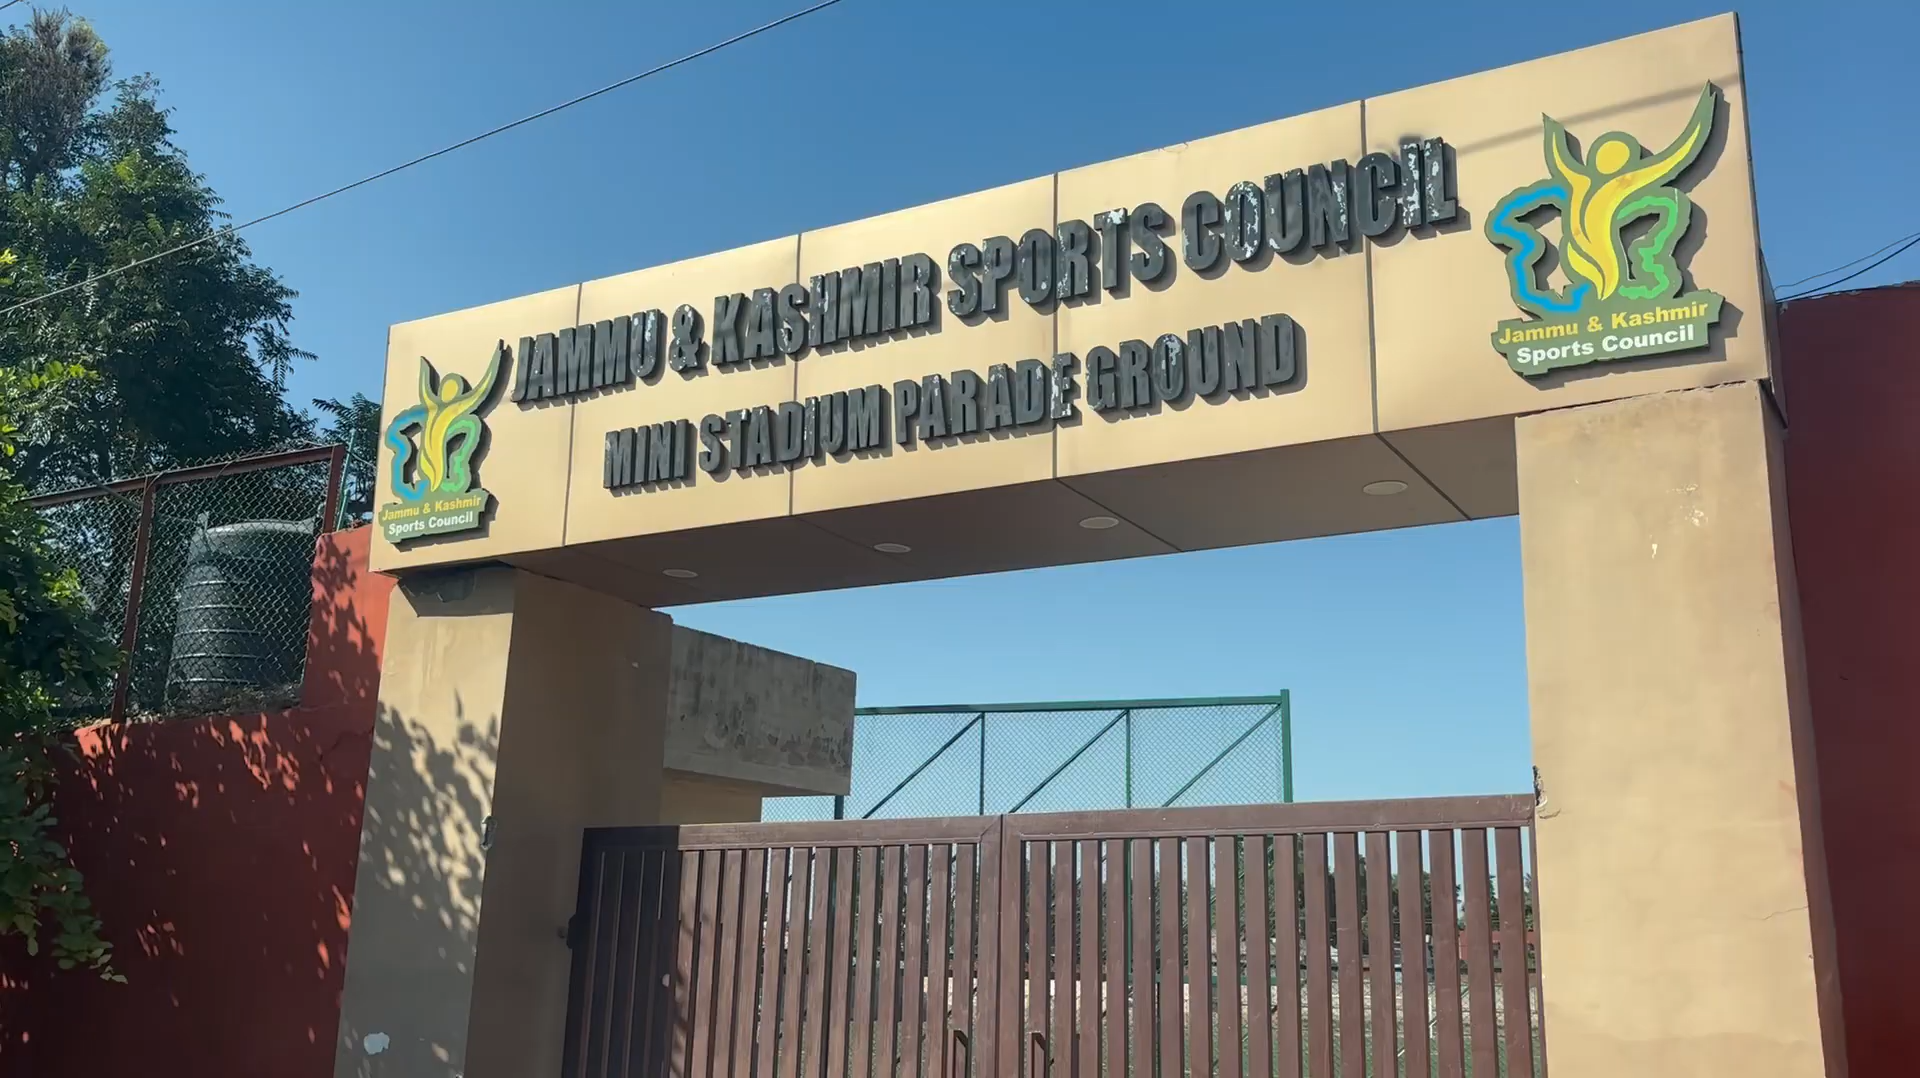 JAMMU & KASHMIR SPORTS COUNCIL
MINI STADIUM PARADE GROUND
Jammu & Kashmir
Sports Council
Jammu & Kashmir
Sports Council